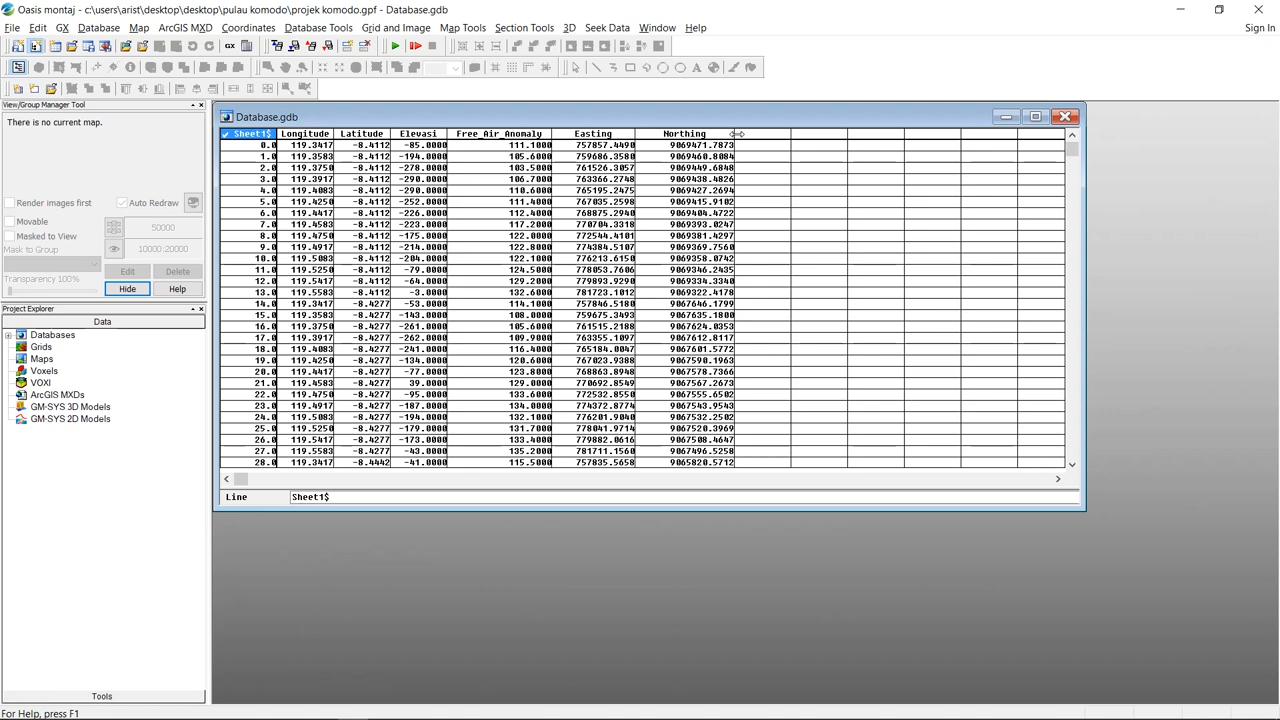 Oasis montaj - c:\users\arist\desktop\desktop\pulau komodo\projek komodo.gpf - Database.gdb
File Edit GX Database Map ArcGIS MXD Coordinates Database Tools Grid and Image Map Tools Section Tools 3D Seek Data Window Help Sign In
GX
View/Group Manager Tool
There is no current map.
Render images first Auto Redraw
Movable 50000
Masked to View
Mask to Group 10000:20000
Transparency 100% Edit Delete
Hide Help
Project Explorer
Data
Databases
Grids
Maps
Voxels
VOXI
ArcGIS MXDs
GM-SYS 3D Models
GM-SYS 2D Models
Tools
Database.gdb
Sheet1$ Longitude Latitude Elevasi Free_Air_Anomaly Easting Northing
0.0 119.3417 -8.4112 -85.0000 111.1000 757857.4490 9069471.7873
1.0 119.3583 -8.4112 -194.0000 105.6000 759686.3580 9069460.8084
2.0 119.3750 -8.4112 -278.0000 103.5000 761526.3057 9069449.6848
3.0 119.3917 -8.4112 -290.0000 106.7000 763366.2748 9069438.4826
4.0 119.4083 -8.4112 -290.0000 110.6000 765195.2475 9069427.2694
5.0 119.4250 -8.4112 -252.0000 111.4000 767035.2598 9069415.9102
6.0 119.4417 -8.4112 -226.0000 112.4000 768875.2940 9069404.4722
7.0 119.4583 -8.4112 -223.0000 117.2000 770704.3318 9069393.0247
8.0 119.4750 -8.4112 -175.0000 122.0000 772544.4101 9069381.4297
9.0 119.4917 -8.4112 -214.0000 122.8000 774384.5107 9069369.7560
10.0 119.5083 -8.4112 -204.0000 122.1000 776213.6150 9069358.0742
11.0 119.5250 -8.4112 -79.0000 124.5000 778053.7606 9069346.2435
12.0 119.5417 -8.4112 -64.0000 129.2000 779893.9290 9069334.3340
13.0 119.5583 -8.4112 -3.0000 132.6000 781723.1012 9069322.4178
14.0 119.3417 -8.4277 -53.0000 114.1000 757846.5180 9067646.1799
15.0 119.3583 -8.4277 -143.0000 108.0000 759675.3493 9067635.1800
16.0 119.3750 -8.4277 -261.0000 105.6000 761515.2188 9067624.0353
17.0 119.3917 -8.4277 -262.0000 109.9000 763355.1097 9067612.8117
18.0 119.4083 -8.4277 -241.0000 116.4000 765184.0047 9067601.5772
19.0 119.4250 -8.4277 -134.0000 120.6000 767023.9388 9067590.1963
20.0 119.4417 -8.4277 -77.0000 123.8000 768863.8948 9067578.7366
21.0 119.4583 -8.4277 39.0000 129.0000 770692.8549 9067567.2673
22.0 119.4750 -8.4277 -95.0000 133.6000 772532.8550 9067555.6502
23.0 119.4917 -8.4277 -187.0000 134.0000 774372.8774 9067543.9543
24.0 119.5083 -8.4277 -194.0000 132.1000 776201.9040 9067532.2502
25.0 119.5250 -8.4277 -179.0000 131.7000 778041.9714 9067520.3969
26.0 119.5417 -8.4277 -173.0000 133.4000 779882.0616 9067508.4647
27.0 119.5583 -8.4277 -43.0000 135.2000 781711.1560 9067496.5258
28.0 119.3417 -8.4442 -41.0000 115.5000 757835.5658 9065820.5712
Line Sheet1$
For Help, press F1